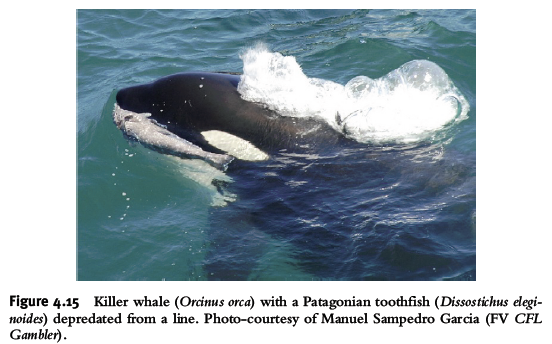 Figure 4.15 Killer whale (Orcinus orca) with a Patagonian toothfish (Dissostichus elegi-
noides) depredated from a line. Photo-courtesy of Manuel Sampedro Garcia (FV CFL
Gambler).